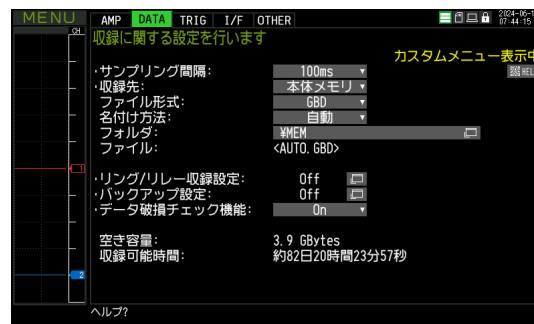 MENU AMP DATA TRIG I/F OTHER
CH
収録に関する設定を行います
カスタムメニュー表示中
・サンプリング間隔: 100ms
・収録先: 本体メモリ
ファイル形式: GBD
名付け方法: 自動
フォルダ: ¥MEM
ファイル: <AUTO.GBD>
1
・リング/リレー収録設定: Off
・バックアップ設定: Off
・データ破損チェック機能: On
空き容量: 3.9 GBytes
収録可能時間: 約82日20時間23分57秒
2
ヘルプ?